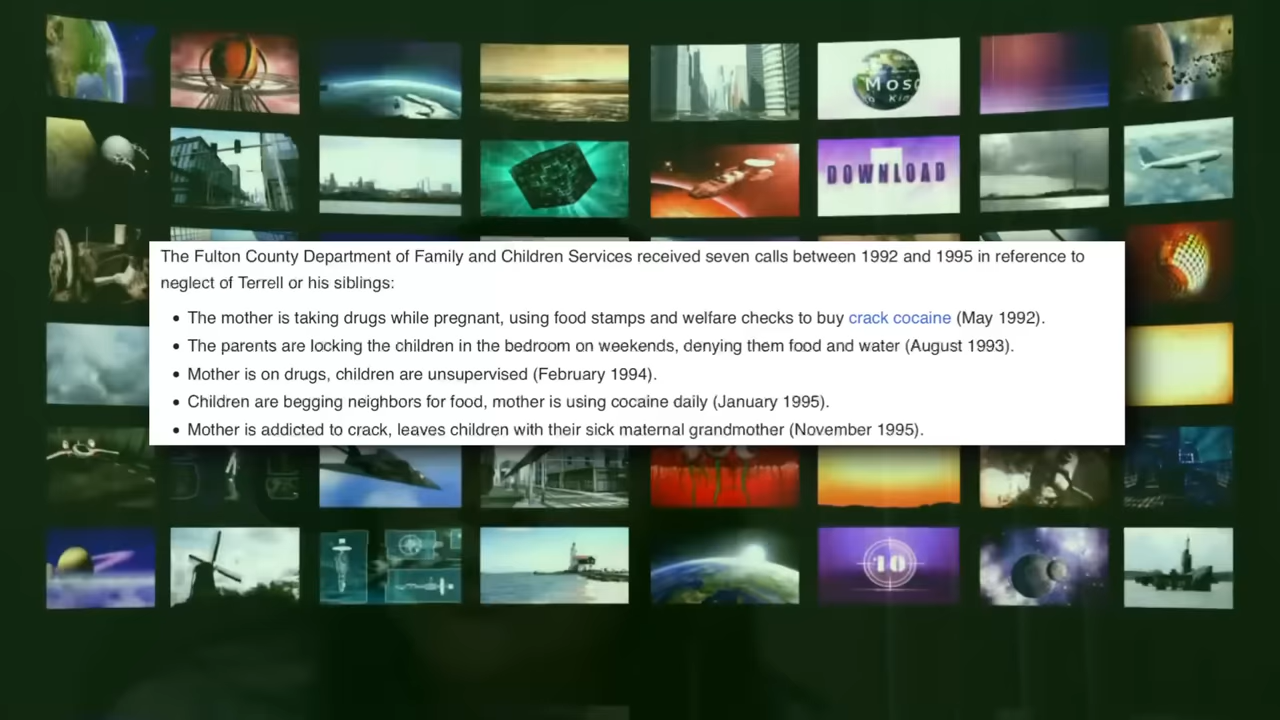 Mosc
DOWNLOAD
The Fulton County Department of Family and Children Services received seven calls between 1992 and 1995 in reference to
neglect of Terrell or his siblings:
• The mother is taking drugs while pregnant, using food stamps and welfare checks to buy crack cocaine (May 1992).
• The parents are locking the children in the bedroom on weekends, denying them food and water (August 1993).
• Mother is on drugs, children are unsupervised (February 1994).
• Children are begging neighbors for food, mother is using cocaine daily (January 1995).
• Mother is addicted to crack, leaves children with their sick maternal grandmother (November 1995).
10